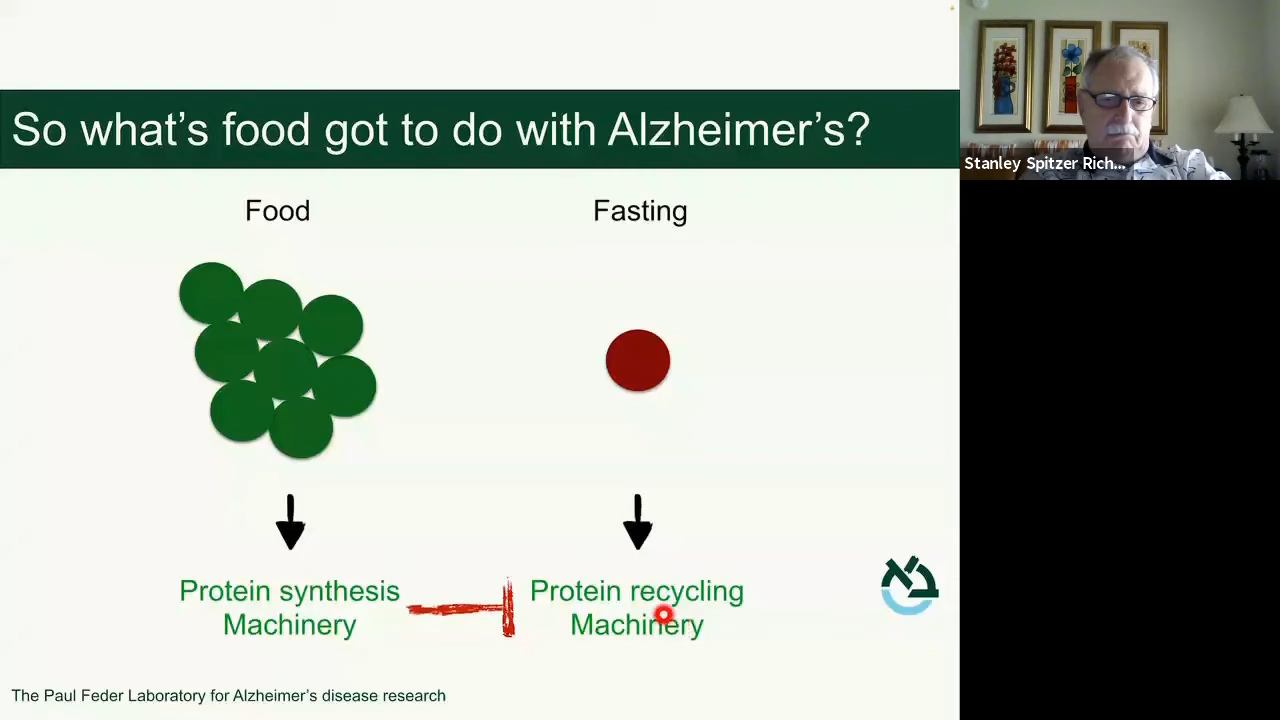 So what's food got to do with Alzheimer's?
Food
Fasting
Protein synthesis
Machinery
Protein recycling
Machinery
The Paul Feder Laboratory for Alzheimer's disease research
Stanley Spitzer Rich...